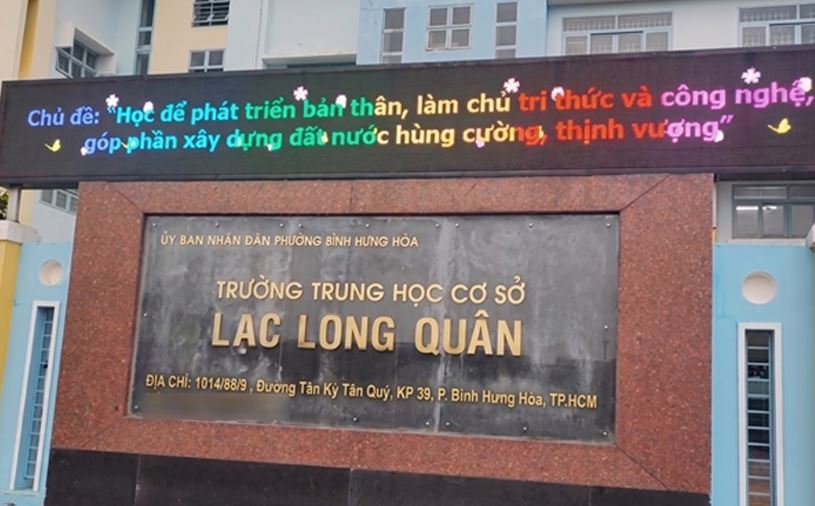 Chủ đề: "Học để phát triển bản thân, làm chủ tri thức và công nghệ,
góp phần xây dựng đất nước hùng cường, thịnh vượng"
ỦY BAN NHÂN DÂN PHƯỜNG BÌNH HƯNG HÒA
TRƯỜNG TRUNG HỌC CƠ SỞ
LẠC LONG QUÂN
ĐỊA CHỈ: 1014/88/9 , Đường Tân Kỳ Tân Quý, KP 39, P. Bình Hưng Hòa, TP.HCM